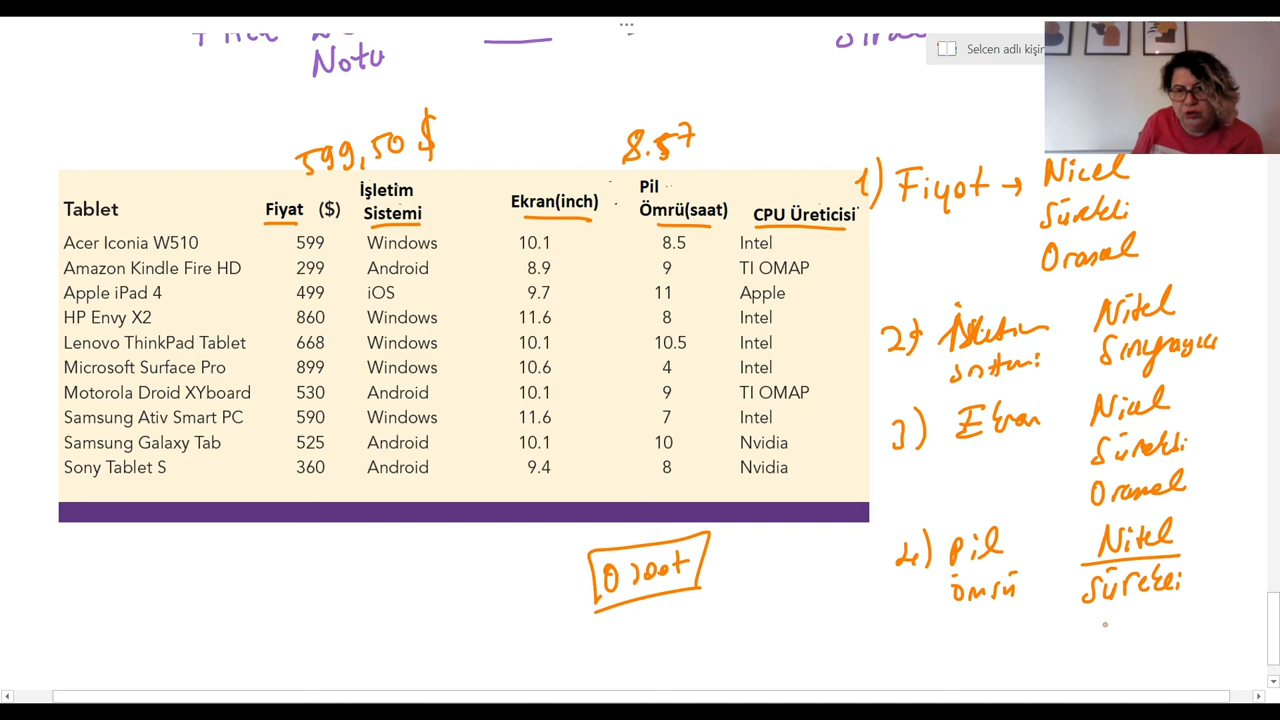 Notu
Selcen adlı kişin
599,50 $
8.57
Tablet Fiyat ($) İşletim Sistemi Ekran(inch) Pil Ömrü(saat) CPU Üreticisi
Acer Iconia W510 599 Windows 10.1 8.5 Intel
Amazon Kindle Fire HD 299 Android 8.9 9 TI OMAP
Apple iPad 4 499 iOS 9.7 11 Apple
HP Envy X2 860 Windows 11.6 8 Intel
Lenovo ThinkPad Tablet 668 Windows 10.1 10.5 Intel
Microsoft Surface Pro 899 Windows 10.6 4 Intel
Motorola Droid XYboard 530 Android 10.1 9 TI OMAP
Samsung Ativ Smart PC 590 Windows 11.6 7 Intel
Samsung Galaxy Tab 525 Android 10.1 10 Nvidia
Sony Tablet S 360 Android 9.4 8 Nvidia
0 saat
1) Fiyat → Nicel
Sürekli
Oransal
2) İşletim Nitel
sistemi Sınıflayıcı
3) Ekran Nicel
Sürekli
Oransal
4) Pil Nitel
ömrü Sürekli